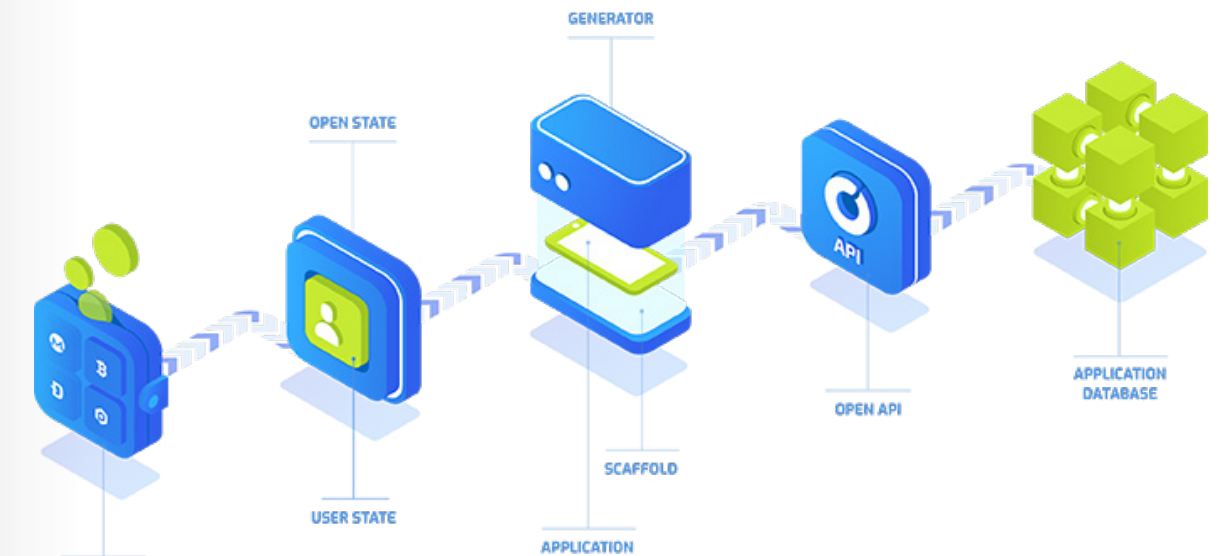 GENERATOR
OPEN STATE
API
OPEN API
APPLICATION
DATABASE
SCAFFOLD
USER STATE
APPLICATION